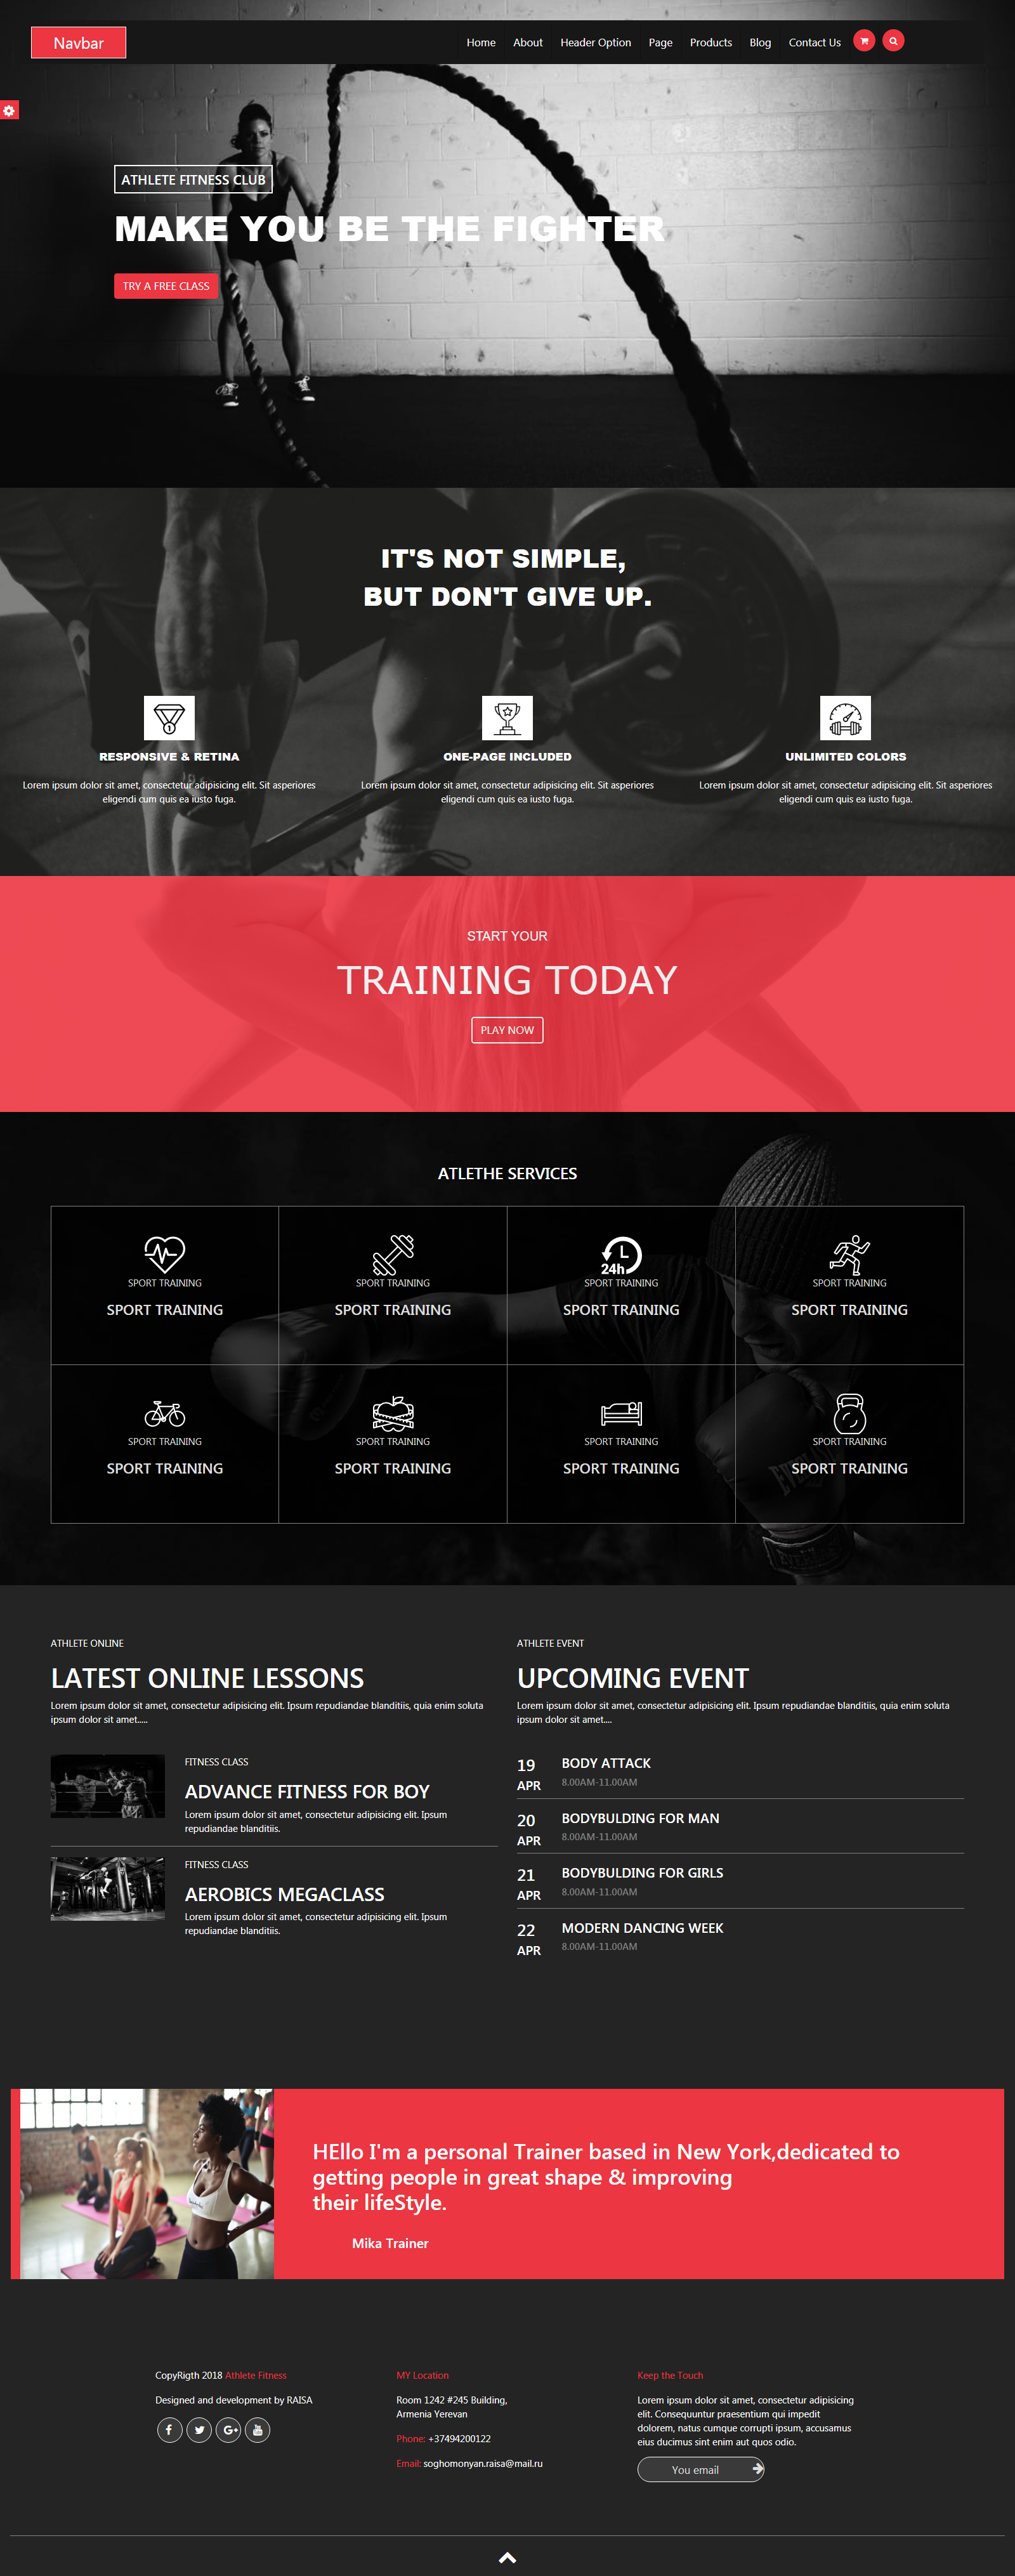 Navbar
Home About Header Option Page Products Blog Contact Us
ATHLETE FITNESS CLUB
MAKE YOU BE THE FIGHTER
TRY A FREE CLASS
IT'S NOT SIMPLE,
BUT DON'T GIVE UP.
RESPONSIVE & RETINA
Lorem ipsum dolor sit amet, consectetur adipisicing elit. Sit asperiores
eligendi cum quis ea iusto fuga.
ONE-PAGE INCLUDED
Lorem ipsum dolor sit amet, consectetur adipisicing elit. Sit asperiores
eligendi cum quis ea iusto fuga.
UNLIMITED COLORS
Lorem ipsum dolor sit amet, consectetur adipisicing elit. Sit asperiores
eligendi cum quis ea iusto fuga.
START YOUR
TRAINING TODAY
PLAY NOW
ATLETHE SERVICES
SPORT TRAINING
SPORT TRAINING
SPORT TRAINING
SPORT TRAINING
24h
SPORT TRAINING
SPORT TRAINING
SPORT TRAINING
SPORT TRAINING
SPORT TRAINING
SPORT TRAINING
SPORT TRAINING
SPORT TRAINING
SPORT TRAINING
SPORT TRAINING
SPORT TRAINING
SPORT TRAINING
ATHLETE ONLINE
LATEST ONLINE LESSONS
Lorem ipsum dolor sit amet, consectetur adipisicing elit. Ipsum repudiandae blanditiis, quia enim soluta
ipsum dolor sit amet.....
FITNESS CLASS
ADVANCE FITNESS FOR BOY
Lorem ipsum dolor sit amet, consectetur adipisicing elit. Ipsum
repudiandae blanditiis.
FITNESS CLASS
AEROBICS MEGACLASS
Lorem ipsum dolor sit amet, consectetur adipisicing elit. Ipsum
repudiandae blanditiis.
ATHLETE EVENT
UPCOMING EVENT
Lorem ipsum dolor sit amet, consectetur adipisicing elit. Ipsum repudiandae blanditiis, quia enim soluta
ipsum dolor sit amet....
19 BODY ATTACK
APR 8.00AM-11.00AM
20 BODYBULDING FOR MAN
APR 8.00AM-11.00AM
21 BODYBULDING FOR GIRLS
APR 8.00AM-11.00AM
22 MODERN DANCING WEEK
APR 8.00AM-11.00AM
HEllo I'm a personal Trainer based in New York,dedicated to
getting people in great shape & improving
their lifeStyle.
Mika Trainer
CopyRigth 2018 Athlete Fitness
Designed and development by RAISA
MY Location
Room 1242 #245 Building,
Armenia Yerevan
Phone: +37494200122
Email: soghomonyan.raisa@mail.ru
Keep the Touch
Lorem ipsum dolor sit amet, consectetur adipisicing
elit. Consequuntur praesentium qui impedit
dolorem, natus cumque corrupti ipsum, accusamus
eius ducimus sint enim aut quos odio.
You email